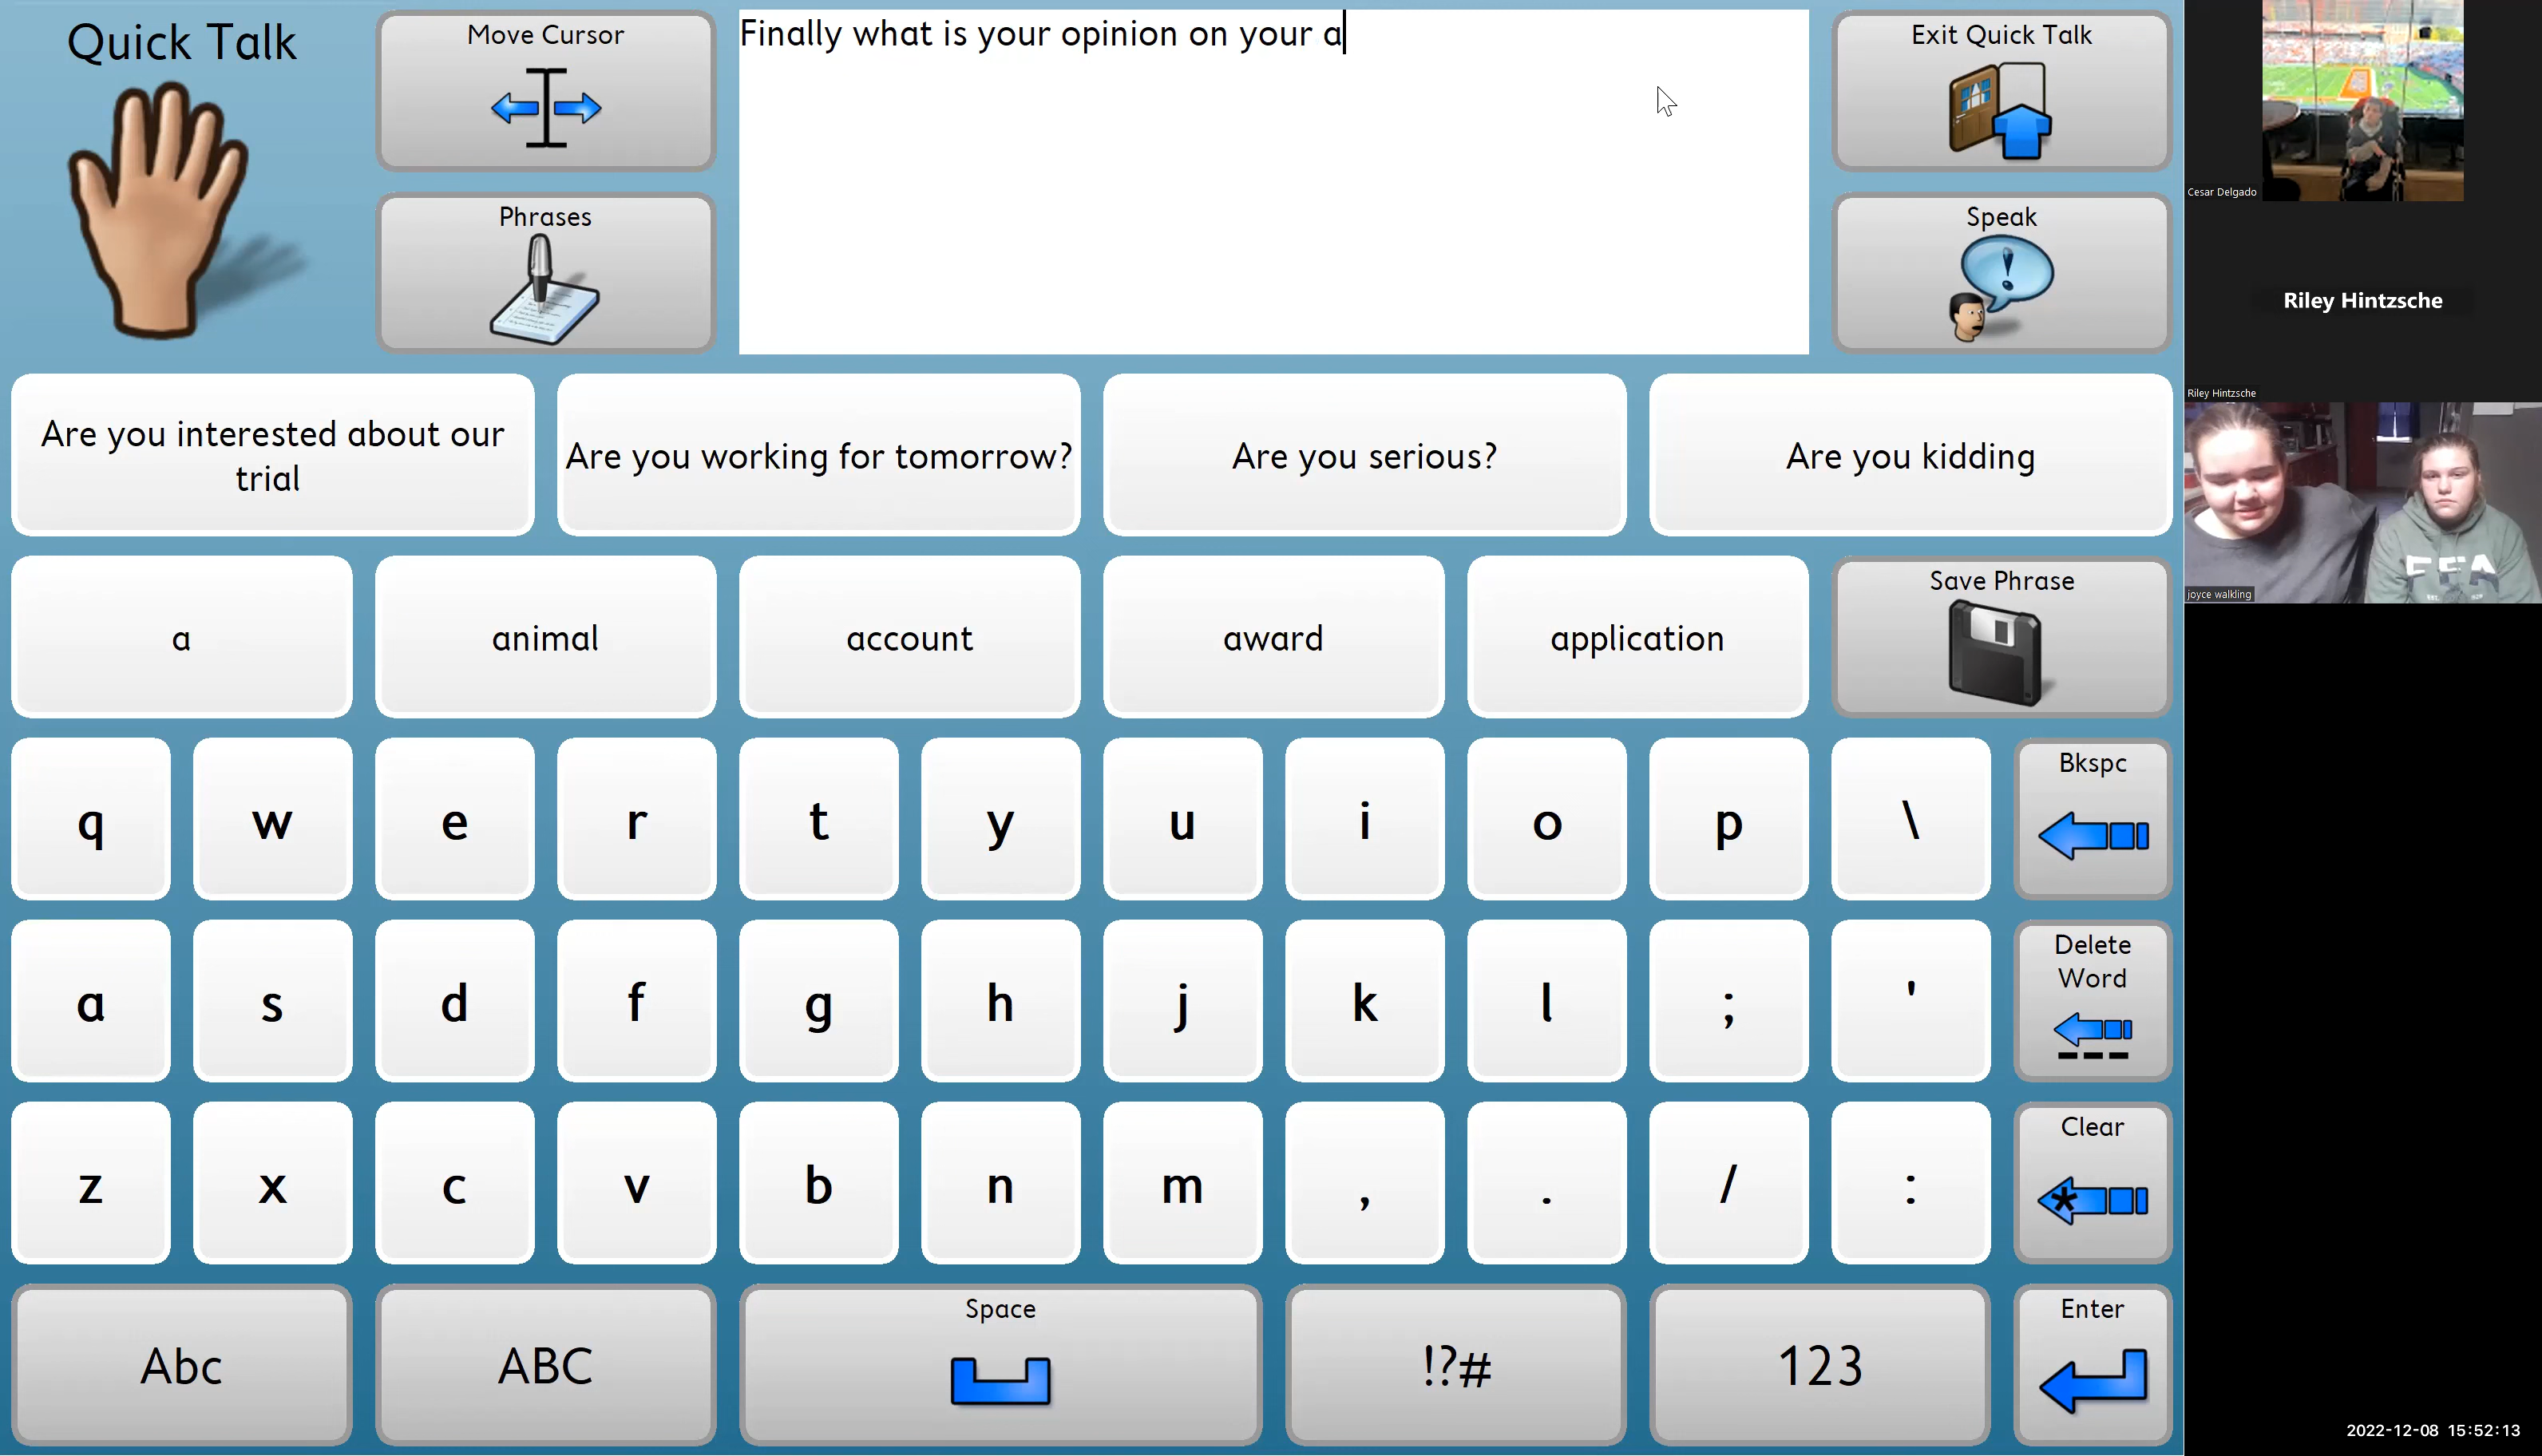 Quick Talk
Move Cursor
Finally what is your opinion on your a
Exit Quick Talk
Phrases
Speak
Are you interested about our
trial
Are you working for tomorrow?
Are you serious?
Are you kidding
a
animal
account
award
application
Save Phrase
q w e r t y u i o p \
Bkspc
a s d f g h j k l ; '
Delete
Word
z x c v b n m , . / :
Clear
Abc
ABC
Space
!?#
123
Enter
Cesar Delgado
Riley Hintzsche
Riley Hintzsche
FFA
joyce walkling
2022-12-08 15:52:13